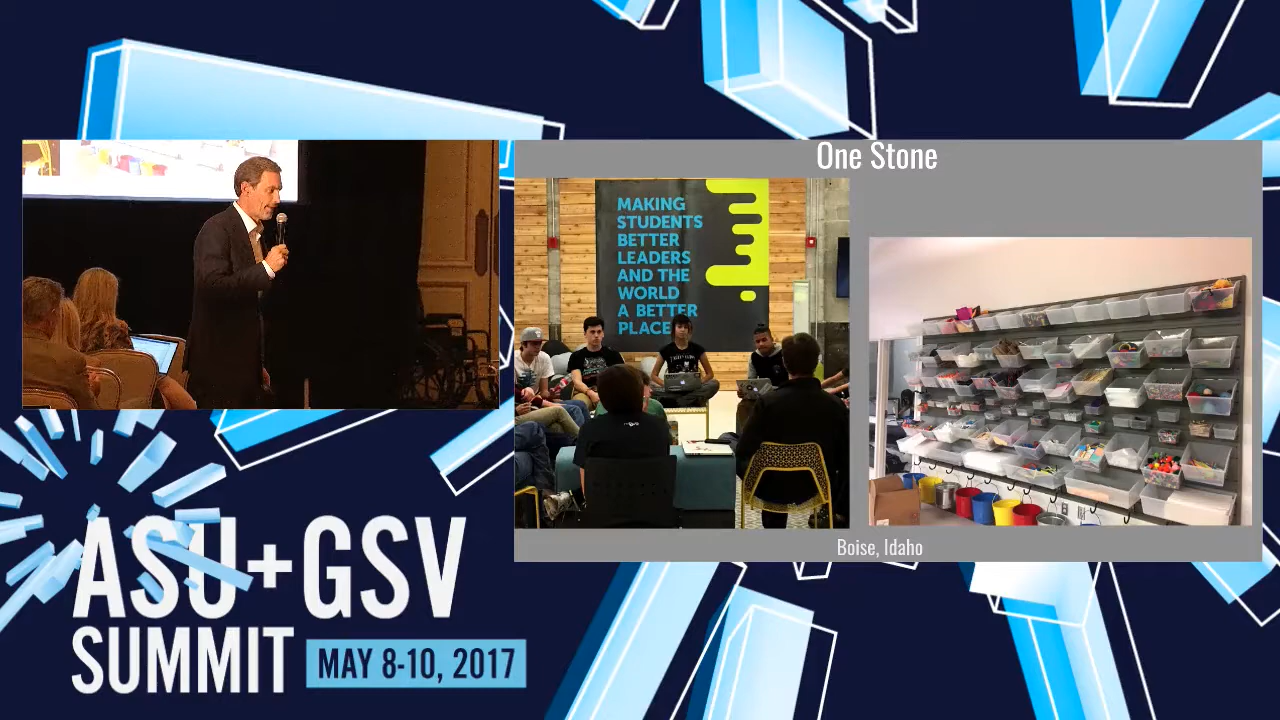 One Stone
MAKING
STUDENTS
BETTER
LEADERS
AND THE
WORLD
A BETTER
PLACE
Boise, Idaho
ASU+GSV
SUMMIT
MAY 8-10, 2017